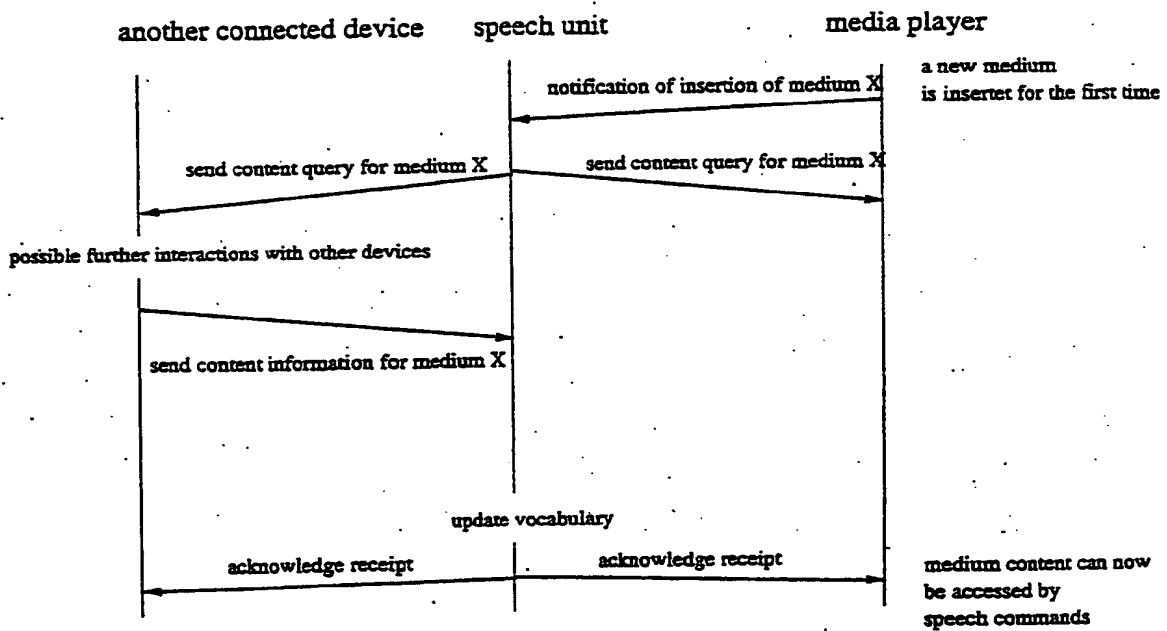 another connected device speech unit media player
a new medium
is insertet for the first time
notification of insertion of medium X
send content query for medium X
send content query for medium X
possible further interactions with other devices
send content information for medium X
update vocabulary
acknowledge receipt
acknowledge receipt
medium content can now
be accessed by
speech commands